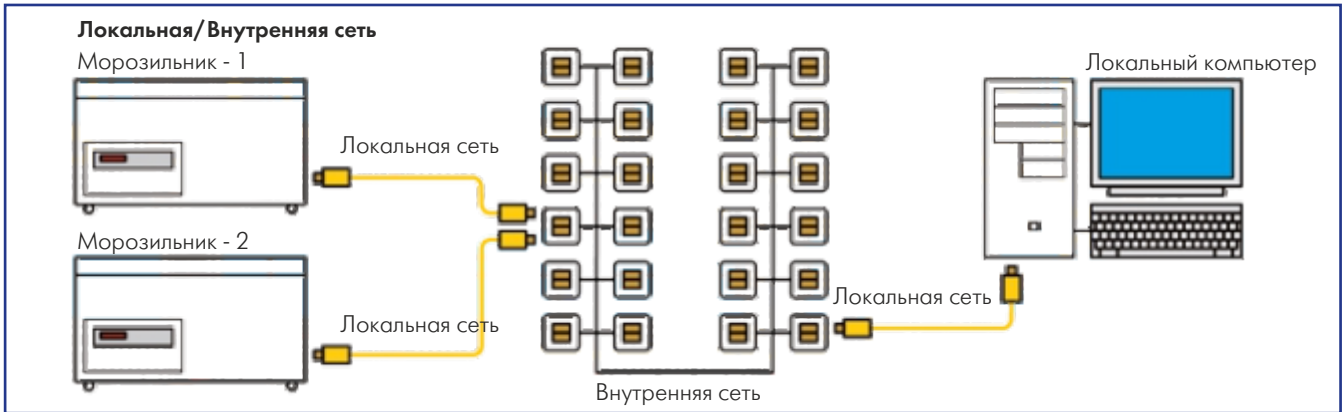 Локальная/Внутренняя сеть
Морозильник - 1
Локальный компьютер
Локальная сеть
Морозильник - 2
Локальная сеть
Локальная сеть
Внутренняя сеть